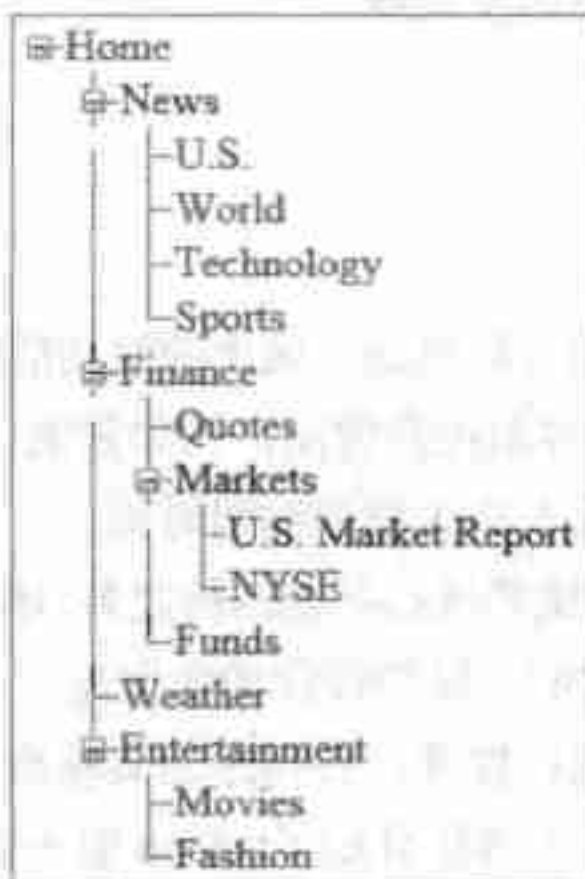 Home
News
U.S.
World
Technology
Sports
Finance
Quotes
Markets
U.S. Market Report
NYSE
Funds
Weather
Entertainment
Movies
Fashion